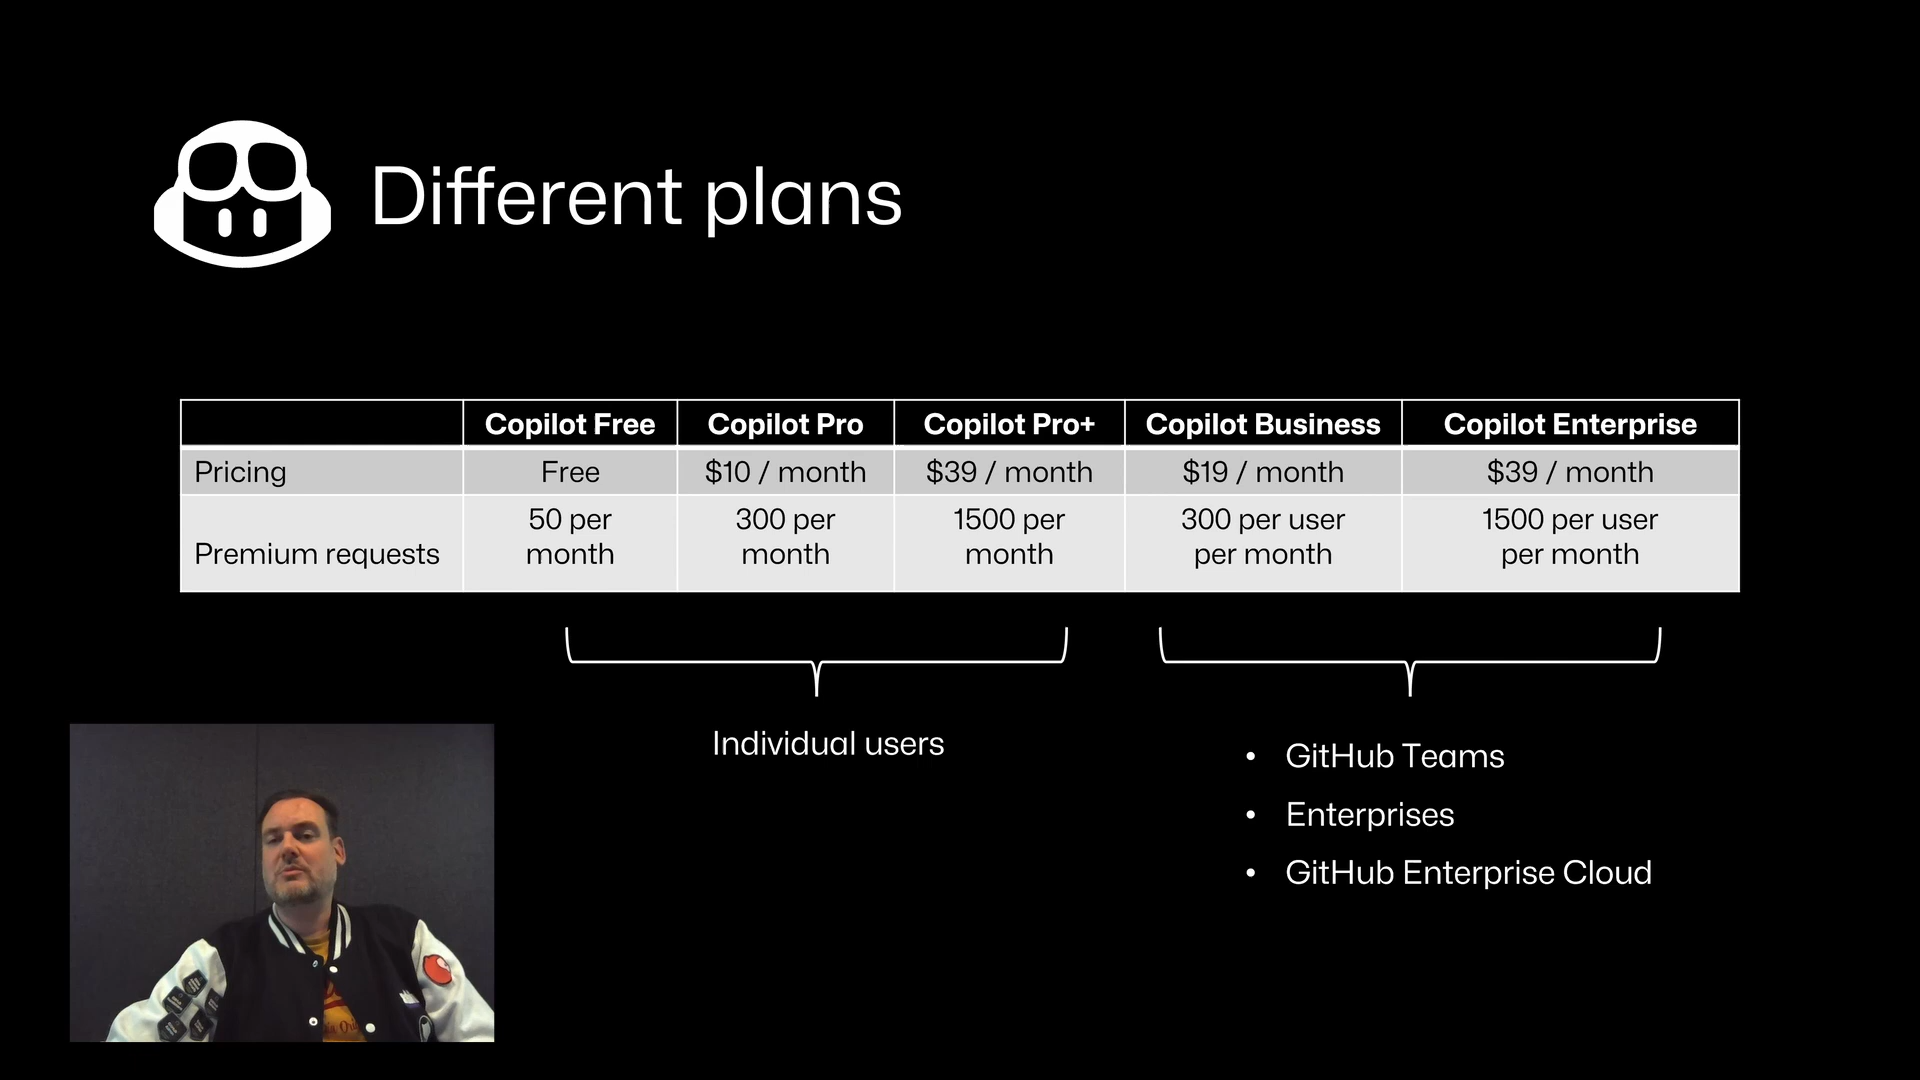 Different plans
Copilot Free Copilot Pro Copilot Pro+ Copilot Business Copilot Enterprise
Pricing Free $10 / month $39 / month $19 / month $39 / month
Premium requests 50 per month 300 per month 1500 per month 300 per user per month 1500 per user per month
Individual users
• GitHub Teams
• Enterprises
• GitHub Enterprise Cloud